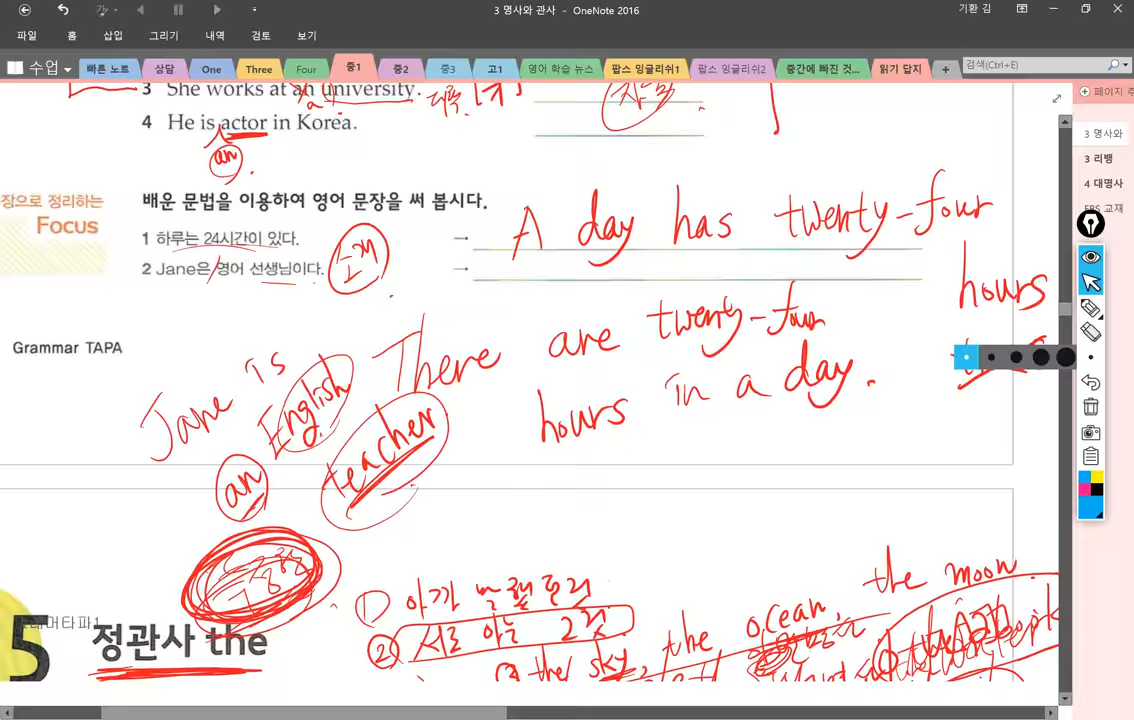 3 명사와 관사 - OneNote 2016
기환 김
파일 홈 삽입 그리기 내역 검토 보기
수업 빠른 노트 상담 One Three Four 중1 중2 중3 고1 영어 학습 뉴스 팝스 잉글리쉬1 팝스 잉글리쉬2 중간에 빠진 것... 읽기 답지 + 검색(Ctrl+E)
페이지 추
3 명사와
3 리뱅
4 대명사
EBS 교재
3 She works at an university.
a
4 He is actor in Korea.
an
장으로 정리하는
Focus
배운 문법을 이용하여 영어 문장을 써 봅시다.
1 하루는 24시간이 있다. → A day has twenty-four
hours
2 Jane은 영어 선생님이다. →
There are twenty-four
hours in a day.
Grammar TAPA
Jane is English teacher
an
① 아까
② 서로 아는 2
the sky, the ocean, the moon
래머타파1
5 정관사 the